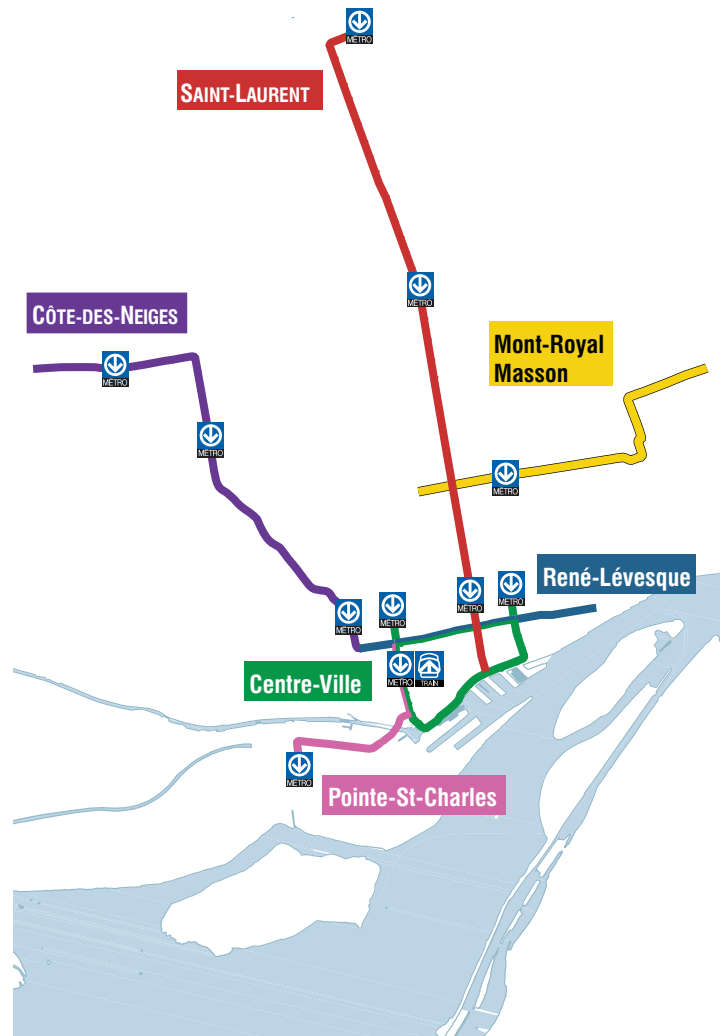 MÉTRO
SAINT-LAURENT
MÉTRO
CÔTE-DES-NEIGES
Mont-Royal
Masson
MÉTRO
MÉTRO
MÉTRO
René-Lévesque
MÉTRO
MÉTRO
MÉTRO
MÉTRO
MÉTRO
TRAIN
Centre-Ville
MÉTRO
Pointe-St-Charles